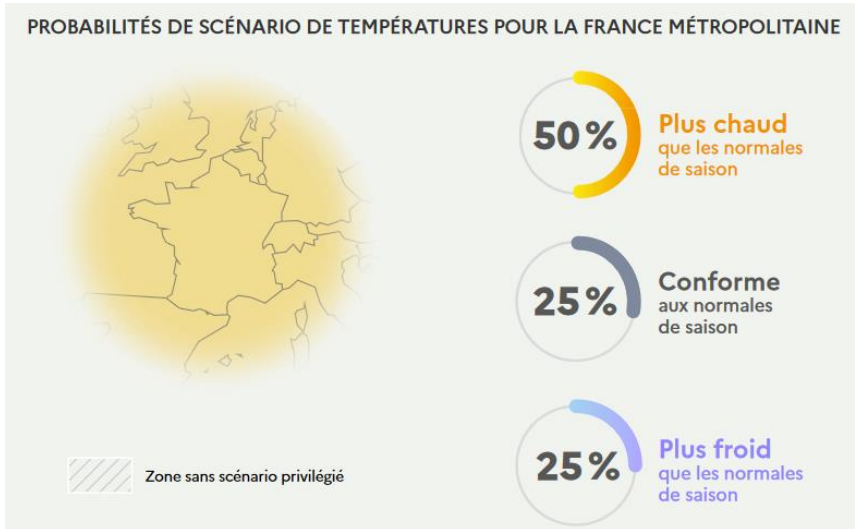 PROBABILITÉS DE SCÉNARIO DE TEMPÉRATURES POUR LA FRANCE MÉTROPOLITAINE
50 %
Plus chaud
que les normales
de saison
25 %
Conforme
aux normales
de saison
25 %
Plus froid
que les normales
de saison
Zone sans scénario privilégié